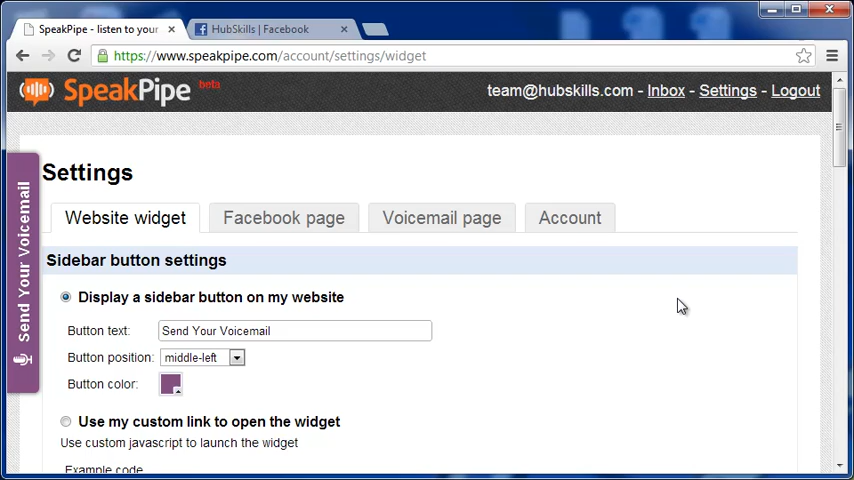 SpeakPipe - listen to your
HubSkills | Facebook
https://www.speakpipe.com/account/settings/widget
SpeakPipe beta
team@hubskills.com - Inbox - Settings - Logout
Send Your Voicemail
Settings
Website widget
Facebook page
Voicemail page
Account
Sidebar button settings
Display a sidebar button on my website
Button text: Send Your Voicemail
Button position: middle-left
Button color:
Use my custom link to open the widget
Use custom javascript to launch the widget
Example code